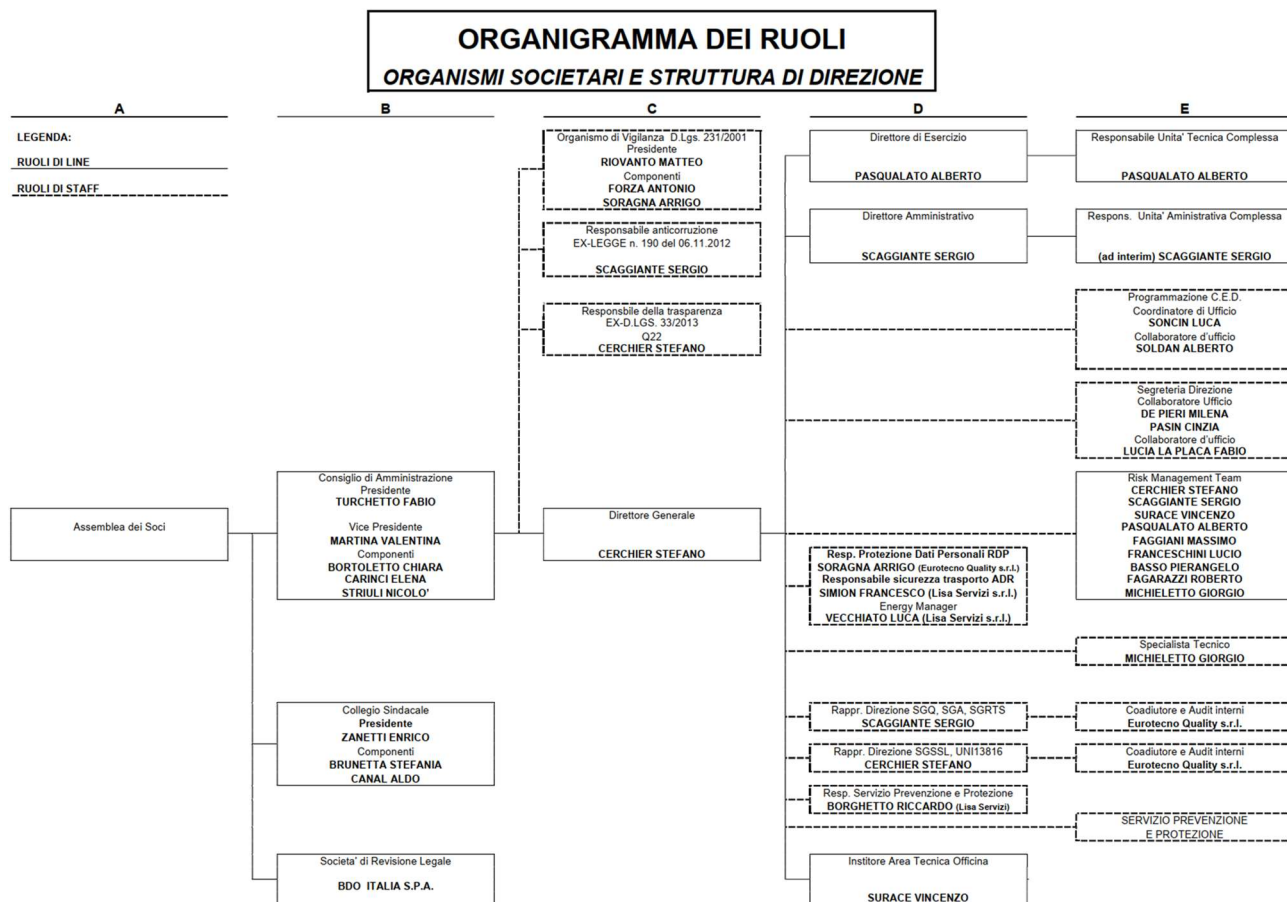 ORGANIGRAMMA DEI RUOLI
ORGANISMI SOCIETARI E STRUTTURA DI DIREZIONE
A
LEGENDA:
RUOLI DI LINE
RUOLI DI STAFF
Assemblea dei Soci
B
Consiglio di Amministrazione
Presidente
TURCHETTO FABIO
Vice Presidente
MARTINA VALENTINA
Componenti
BORTOLETTO CHIARA
CARINCI ELENA
STRIULI NICOLO'
Collegio Sindacale
Presidente
ZANETTI ENRICO
Componenti
BRUNETTA STEFANIA
CANAL ALDO
Societa' di Revisione Legale
BDO ITALIA S.P.A.
C
Organismo di Vigilanza D.Lgs. 231/2001
Presidente
RIOVANTO MATTEO
Componenti
FORZA ANTONIO
SORAGNA ARRIGO
Responsabile anticorruzione
EX-LEGGE n. 190 del 06.11.2012
SCAGGIANTE SERGIO
Responsbile della trasparenza
EX-D.LGS. 33/2013
Q22
CERCHIER STEFANO
Direttore Generale
CERCHIER STEFANO
D
Direttore di Esercizio
PASQUALATO ALBERTO
Direttore Amministrativo
SCAGGIANTE SERGIO
Resp. Protezione Dati Personali RDP
SORAGNA ARRIGO (Eurotecno Quality s.r.l.)
Responsabile sicurezza trasporto ADR
SIMION FRANCESCO (Lisa Servizi s.r.l.)
Energy Manager
VECCHIATO LUCA (Lisa Servizi s.r.l.)
Rappr. Direzione SGQ, SGA, SGRTS
SCAGGIANTE SERGIO
Rappr. Direzione SGSSL, UNI13816
CERCHIER STEFANO
Resp. Servizio Prevenzione e Protezione
BORGHETTO RICCARDO (Lisa Servizi)
Institore Area Tecnica Officina
SURACE VINCENZO
E
Responsabile Unita' Tecnica Complessa
PASQUALATO ALBERTO
Respons. Unita' Aministrativa Complessa
(ad interim) SCAGGIANTE SERGIO
Programmazione C.E.D.
Coordinatore di Ufficio
SONCIN LUCA
Collaboratore d'ufficio
SOLDAN ALBERTO
Segreteria Direzione
Collaboratore Ufficio
DE PIERI MILENA
PASIN CINZIA
Collaboratore d'ufficio
LUCIA LA PLACA FABIO
Risk Management Team
CERCHIER STEFANO
SCAGGIANTE SERGIO
SURACE VINCENZO
PASQUALATO ALBERTO
FAGGIANI MASSIMO
FRANCESCHINI LUCIO
BASSO PIERANGELO
FAGARAZZI ROBERTO
MICHIELETTO GIORGIO
Specialista Tecnico
MICHIELETTO GIORGIO
Coadiutore e Audit interni
Eurotecno Quality s.r.l.
Coadiutore e Audit interni
Eurotecno Quality s.r.l.
SERVIZIO PREVENZIONE
E PROTEZIONE